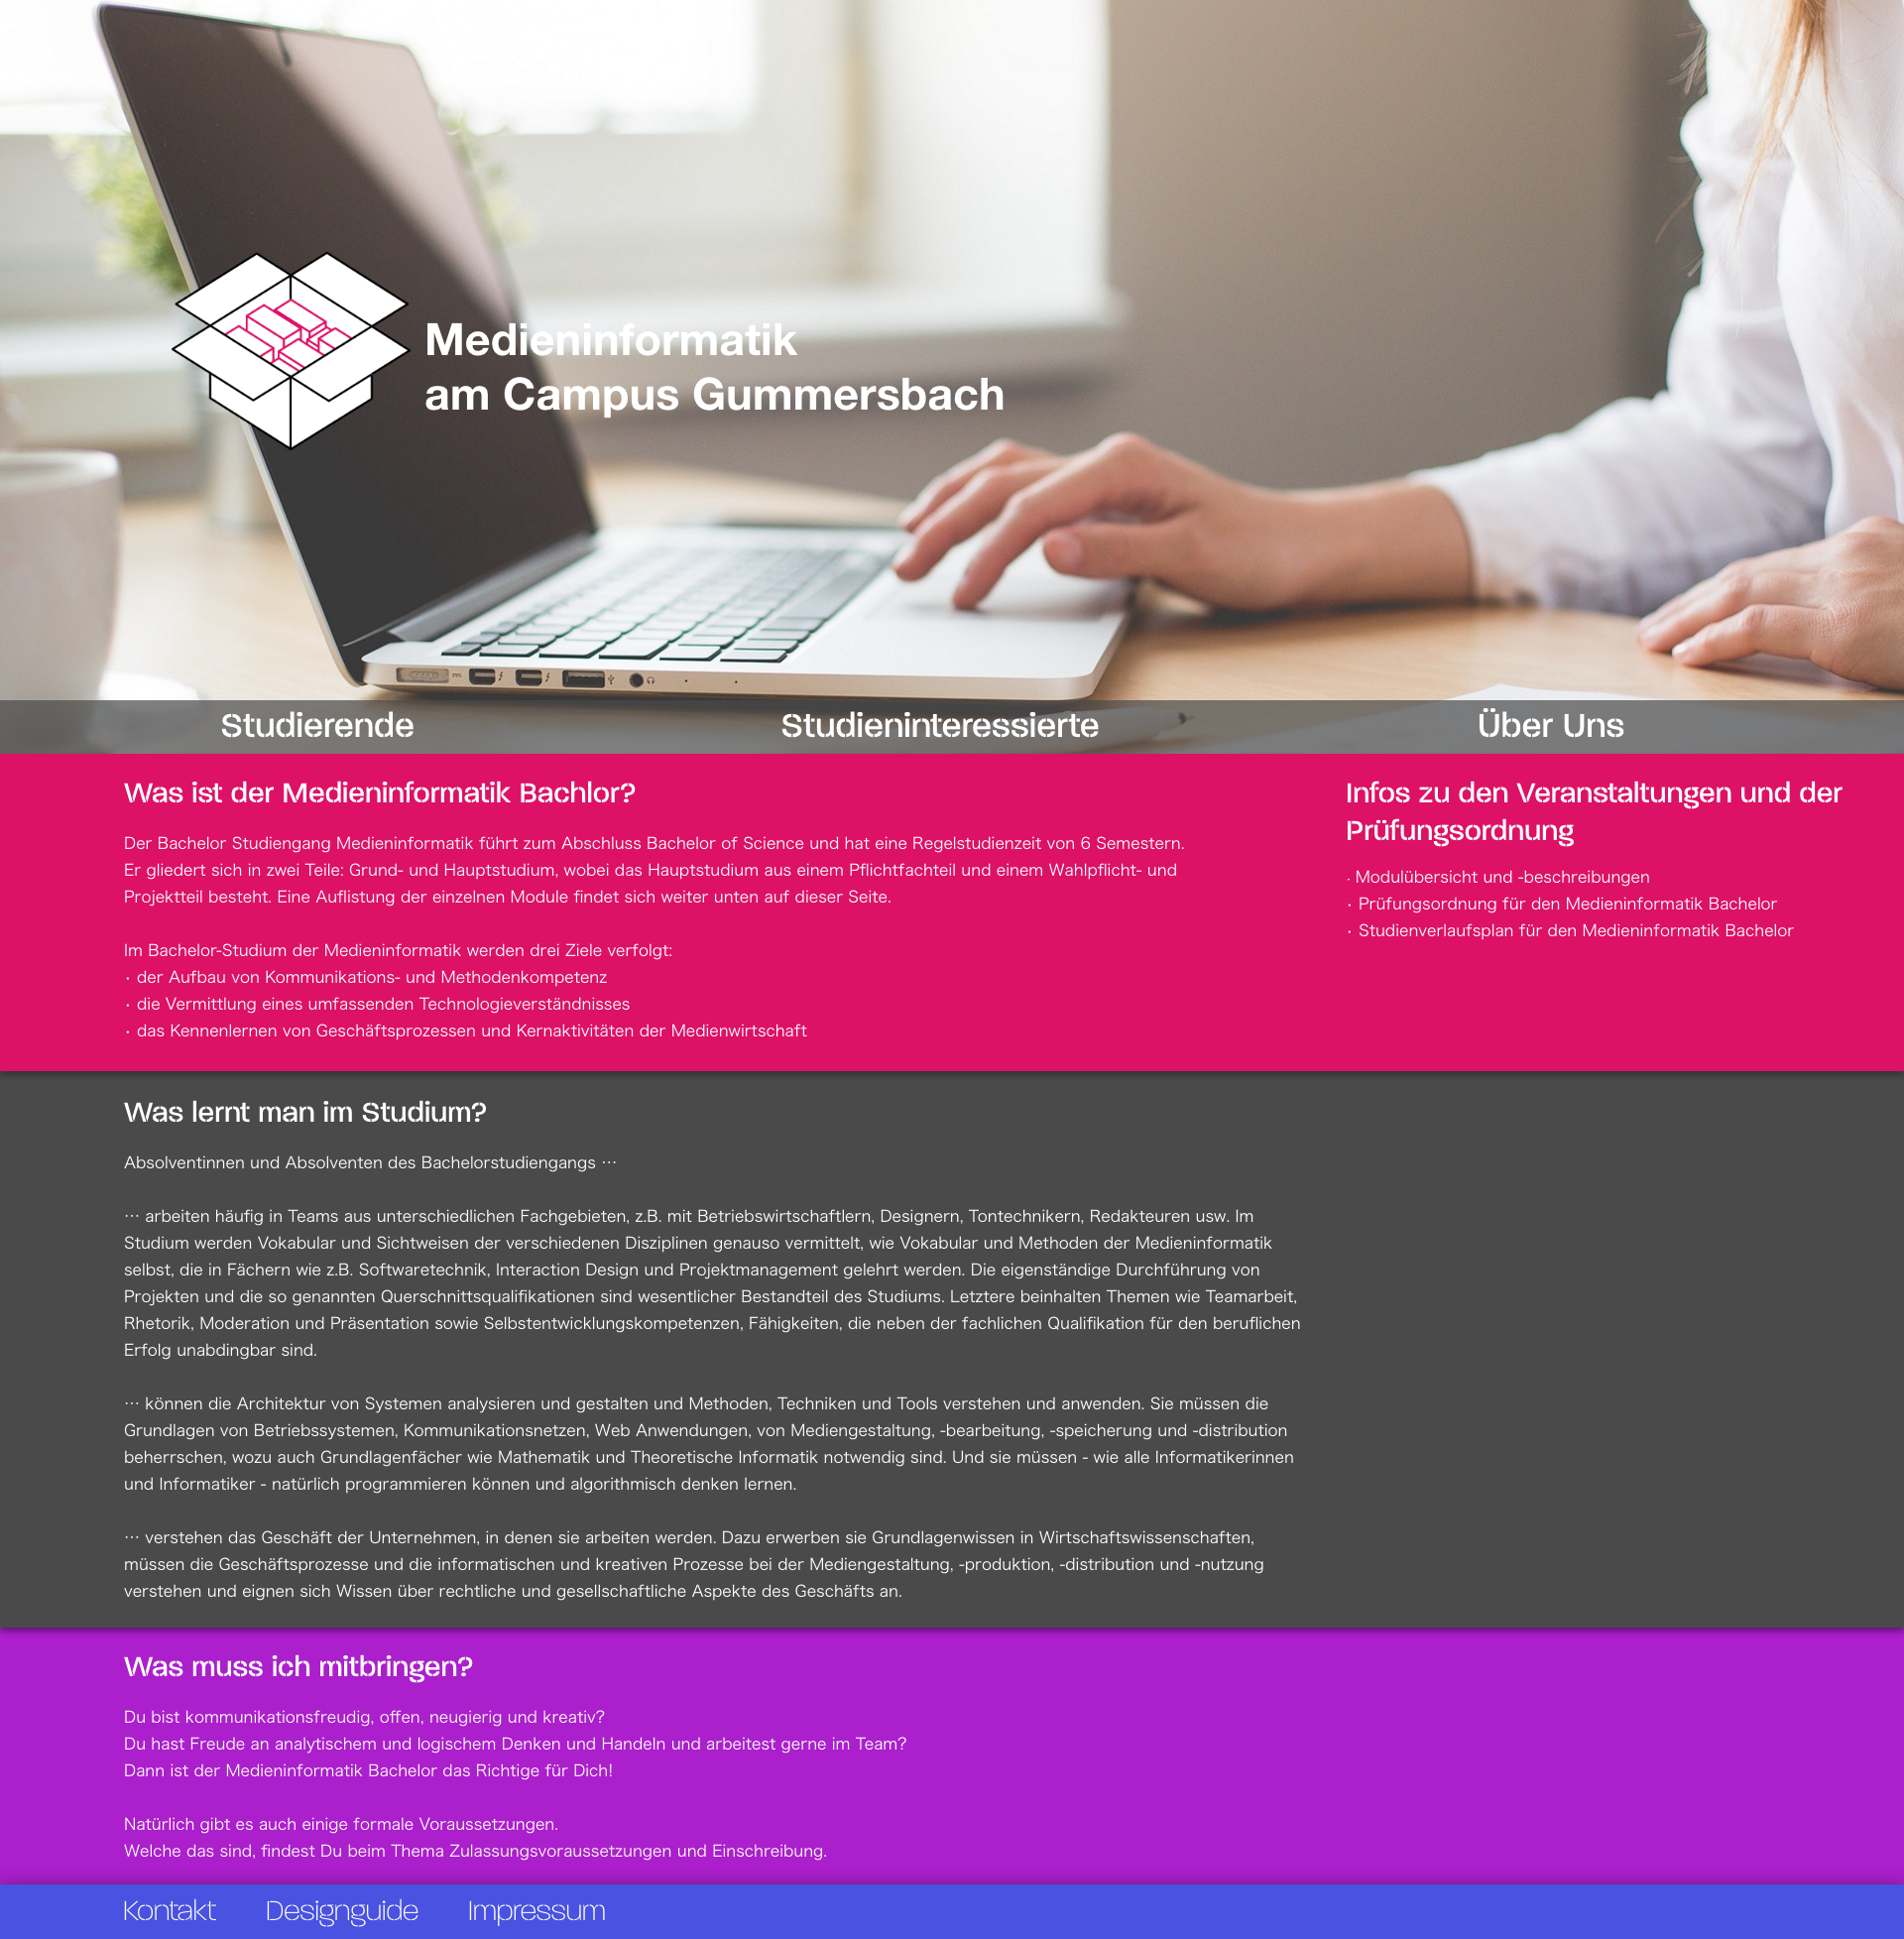 Medieninformatik
am Campus Gummersbach
Studierende
Studieninteressierte
Über Uns
Was ist der Medieninformatik Bachlor?
Der Bachelor Studiengang Medieninformatik führt zum Abschluss Bachelor of Science und hat eine Regelstudienzeit von 6 Semestern.
Er gliedert sich in zwei Teile: Grund- und Hauptstudium, wobei das Hauptstudium aus einem Pflichtfachteil und einem Wahlpflicht- und
Projektteil besteht. Eine Auflistung der einzelnen Module findet sich weiter unten auf dieser Seite.
Im Bachelor-Studium der Medieninformatik werden drei Ziele verfolgt:
· der Aufbau von Kommunikations- und Methodenkompetenz
· die Vermittlung eines umfassenden Technologieverständnisses
· das Kennenlernen von Geschäftsprozessen und Kernaktivitäten der Medienwirtschaft
Infos zu den Veranstaltungen und der
Prüfungsordnung
· Modulübersicht und -beschreibungen
· Prüfungsordnung für den Medieninformatik Bachelor
· Studienverlaufsplan für den Medieninformatik Bachelor
Was lernt man im Studium?
Absolventinnen und Absolventen des Bachelorstudiengangs …
… arbeiten häufig in Teams aus unterschiedlichen Fachgebieten, z.B. mit Betriebswirtschaftlern, Designern, Tontechnikern, Redakteuren usw. Im
Studium werden Vokabular und Sichtweisen der verschiedenen Disziplinen genauso vermittelt, wie Vokabular und Methoden der Medieninformatik
selbst, die in Fächern wie z.B. Softwaretechnik, Interaction Design und Projektmanagement gelehrt werden. Die eigenständige Durchführung von
Projekten und die so genannten Querschnittsqualifikationen sind wesentlicher Bestandteil des Studiums. Letztere beinhalten Themen wie Teamarbeit,
Rhetorik, Moderation und Präsentation sowie Selbstentwicklungskompetenzen, Fähigkeiten, die neben der fachlichen Qualifikation für den beruflichen
Erfolg unabdingbar sind.
… können die Architektur von Systemen analysieren und gestalten und Methoden, Techniken und Tools verstehen und anwenden. Sie müssen die
Grundlagen von Betriebssystemen, Kommunikationsnetzen, Web Anwendungen, von Mediengestaltung, -bearbeitung, -speicherung und -distribution
beherrschen, wozu auch Grundlagenfächer wie Mathematik und Theoretische Informatik notwendig sind. Und sie müssen - wie alle Informatikerinnen
und Informatiker - natürlich programmieren können und algorithmisch denken lernen.
… verstehen das Geschäft der Unternehmen, in denen sie arbeiten werden. Dazu erwerben sie Grundlagenwissen in Wirtschaftswissenschaften,
müssen die Geschäftsprozesse und die informatischen und kreativen Prozesse bei der Mediengestaltung, -produktion, -distribution und -nutzung
verstehen und eignen sich Wissen über rechtliche und gesellschaftliche Aspekte des Geschäfts an.
Was muss ich mitbringen?
Du bist kommunikationsfreudig, offen, neugierig und kreativ?
Du hast Freude an analytischem und logischem Denken und Handeln und arbeitest gerne im Team?
Dann ist der Medieninformatik Bachelor das Richtige für Dich!
Natürlich gibt es auch einige formale Voraussetzungen.
Welche das sind, findest Du beim Thema Zulassungsvoraussetzungen und Einschreibung.
Kontakt
Designguide
Impressum